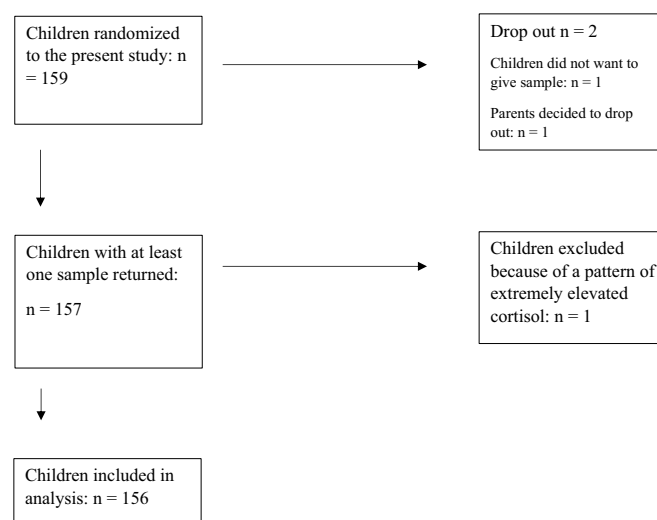 Children randomized
to the present study: n
= 159
Drop out n = 2
Children did not want to
give sample: n = 1
Parents decided to drop
out: n = 1
Children with at least
one sample returned:
n = 157
Children excluded
because of a pattern of
extremely elevated
cortisol: n = 1
Children included in
analysis: n = 156